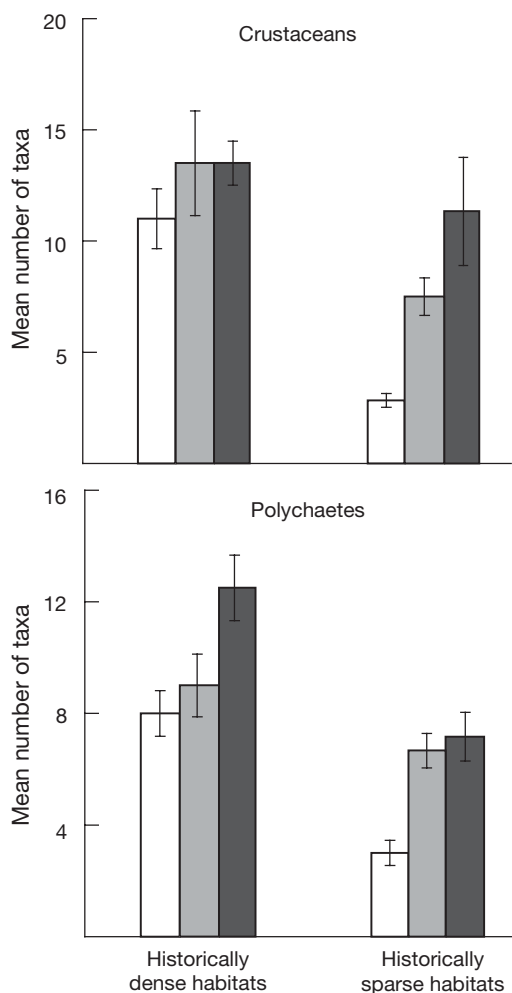 20
Crustaceans
15
10
5
Mean number of taxa
16
Polychaetes
12
8
4
Mean number of taxa
Historically
dense habitats
Historically
sparse habitats